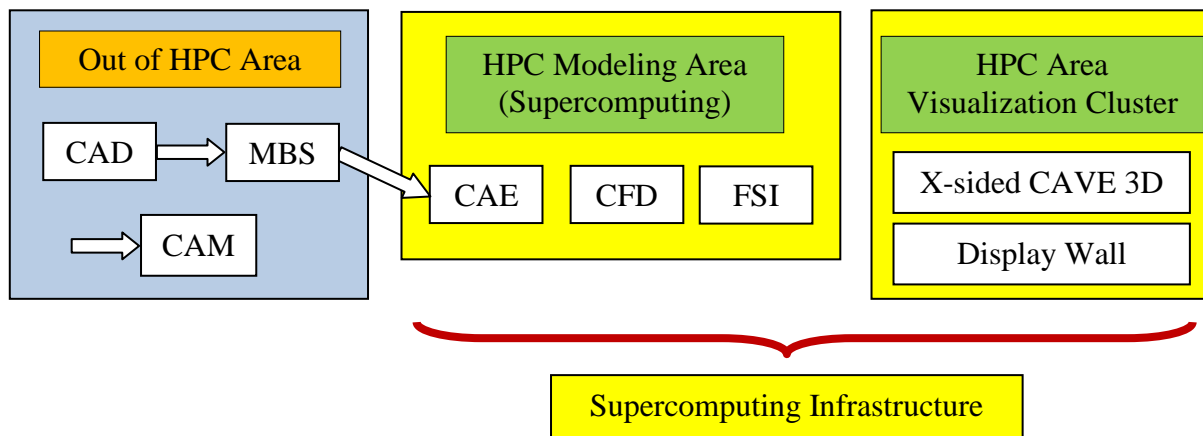 Out of HPC Area
CAD
MBS
CAM
HPC Modeling Area
(Supercomputing)
CAE
CFD
FSI
HPC Area
Visualization Cluster
X-sided CAVE 3D
Display Wall
Supercomputing Infrastructure